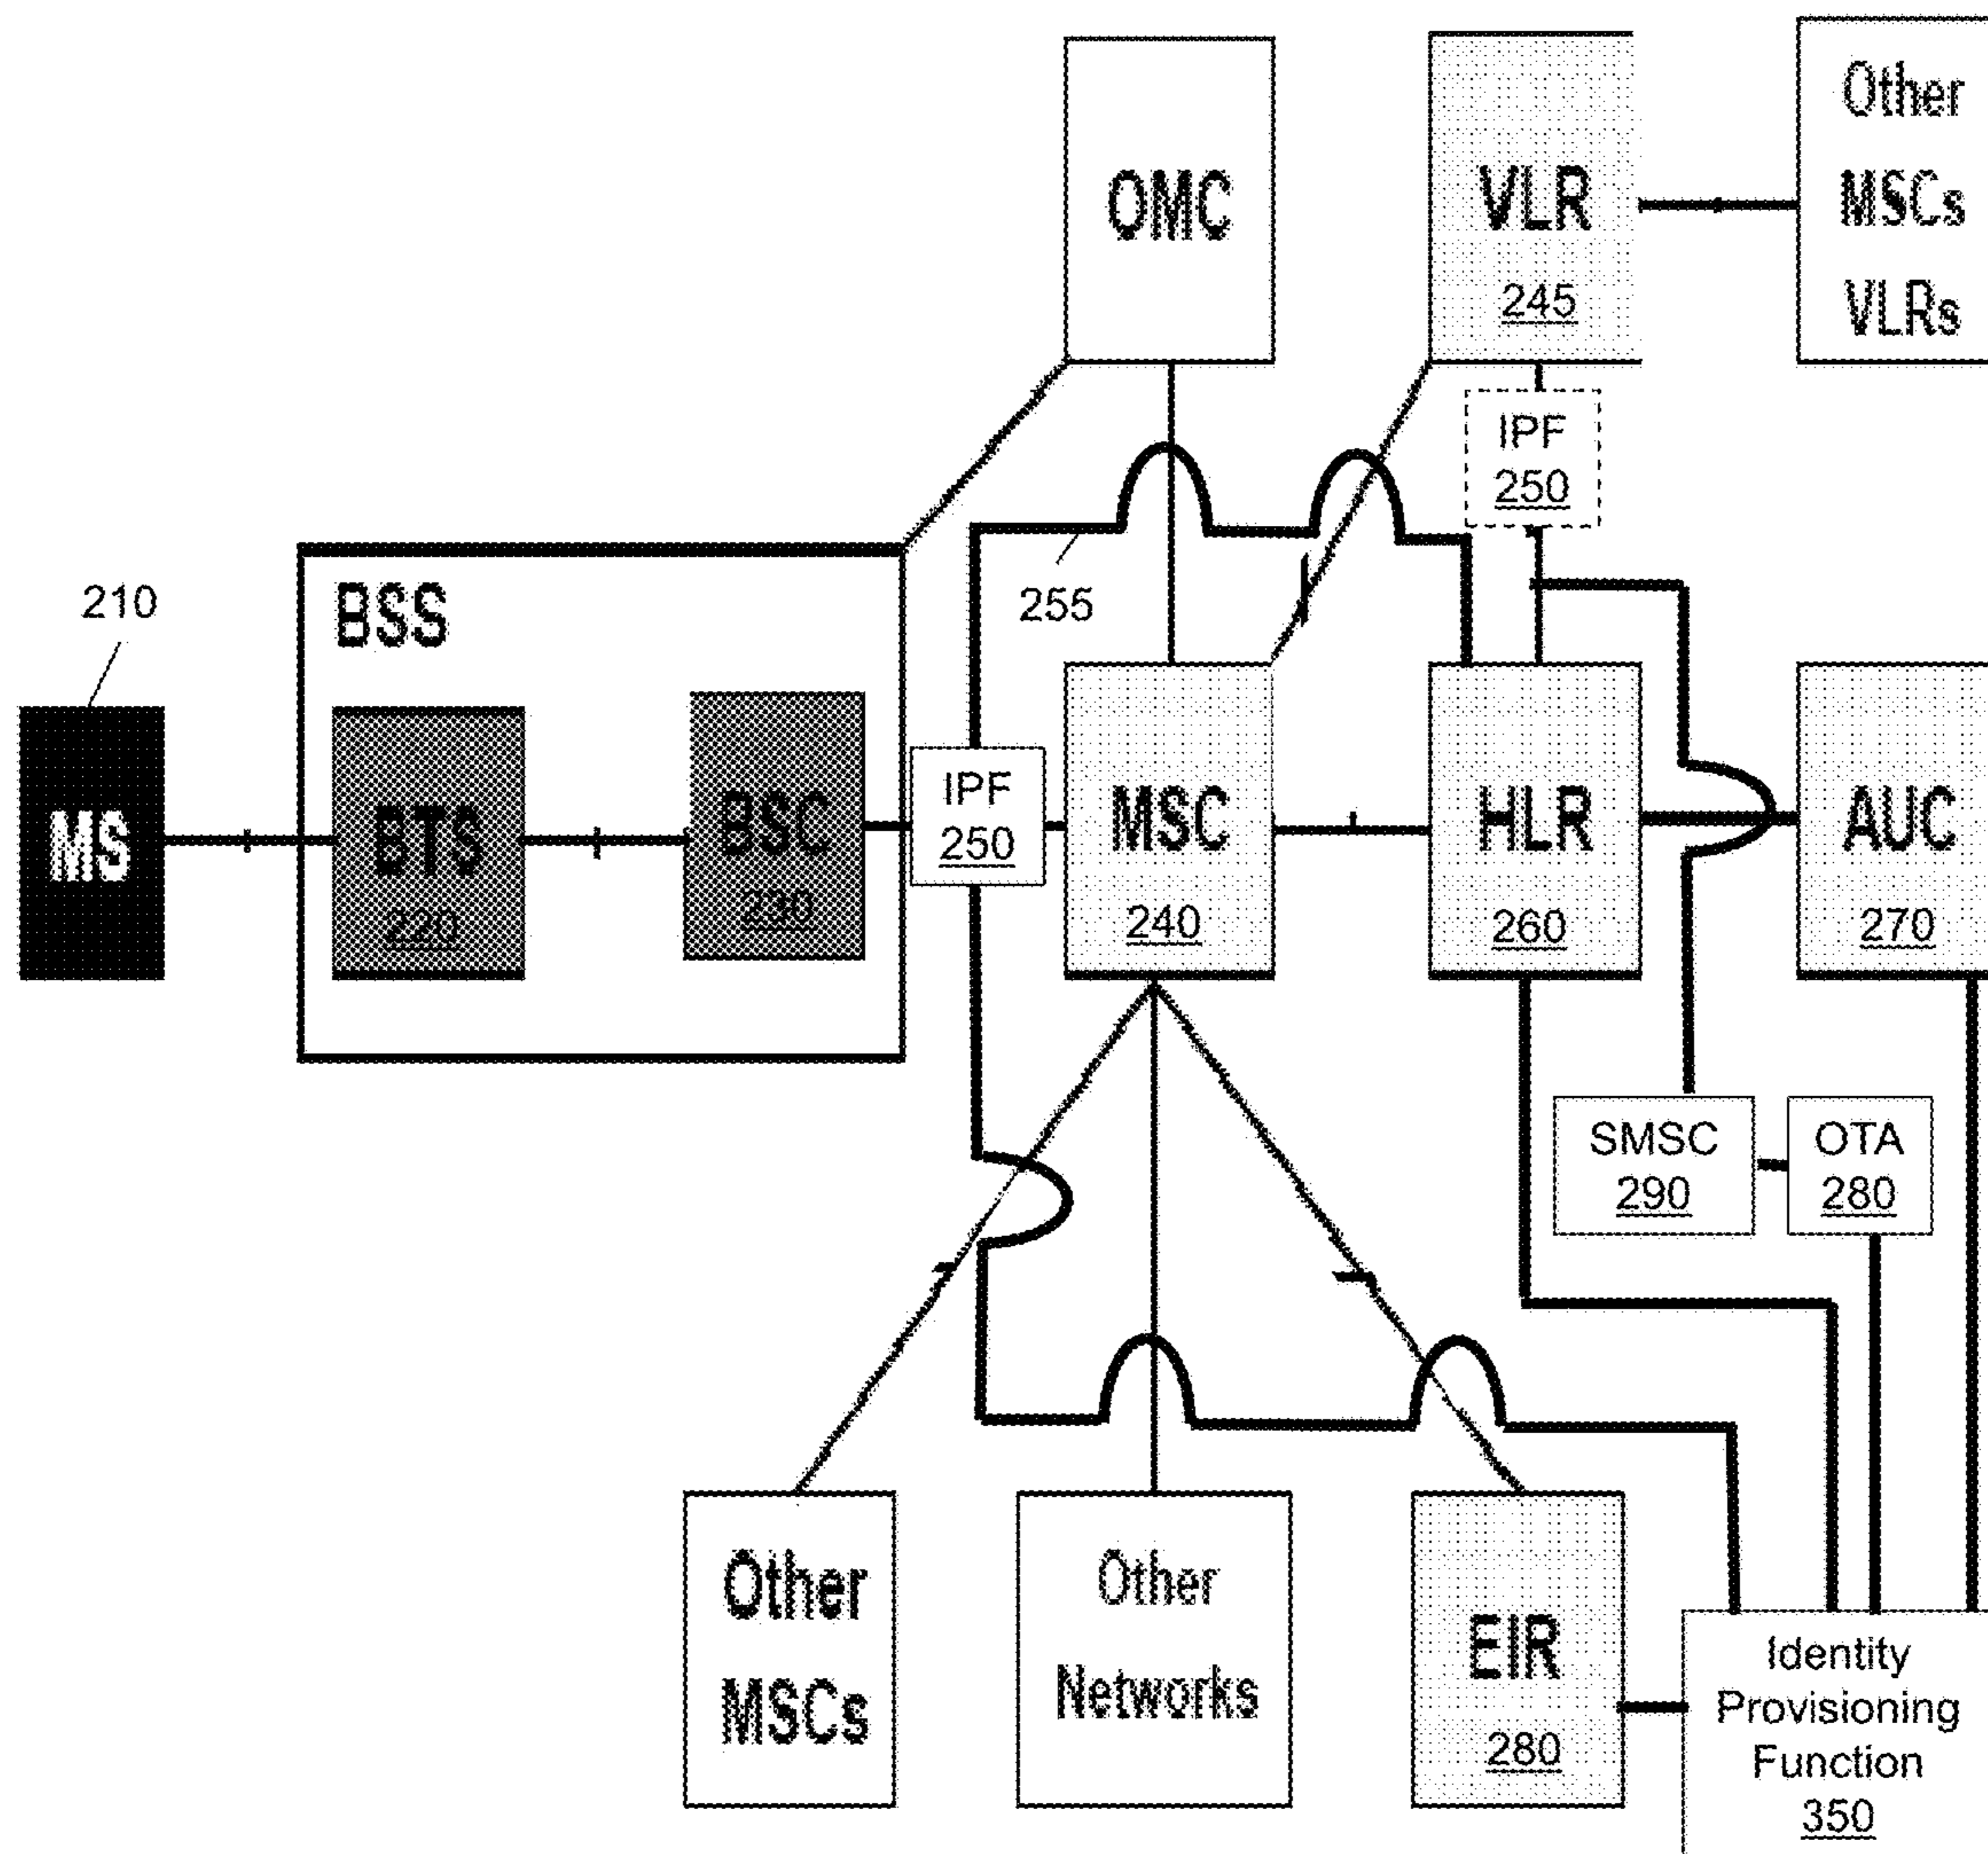 OMC
VLR
245
Other
MSCs
VLRs
IPF
250
255
210
BSS
MS
BTS
220
BSC
230
IPF
250
MSC
240
HLR
260
AUC
270
SMSC
290
OTA
280
Other
MSCs
Other
Networks
EIR
280
Identity
Provisioning
Function
350